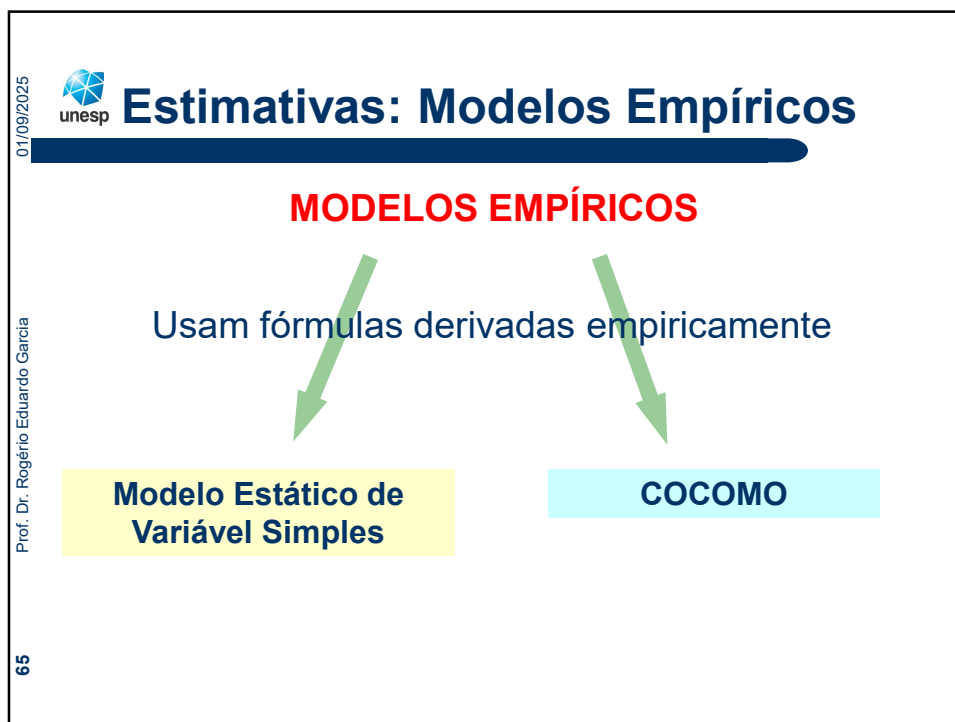 01/09/2025
unesp
Estimativas: Modelos Empíricos
MODELOS EMPÍRICOS
Usam fórmulas derivadas empiricamente
Modelo Estático de
Variável Simples
COCOMO
Prof. Dr. Rogério Eduardo Garcia
65